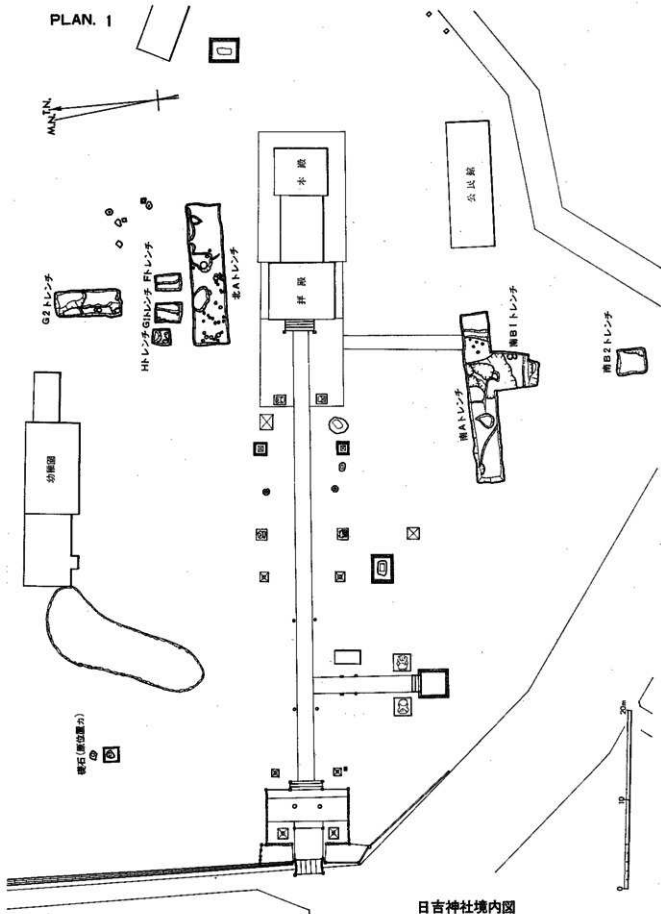 PLAN. 1
M.N.
T.N.
本殿
公民館
拝殿
北Aトレンチ
Fトレンチ
G1トレンチ
Hトレンチ
G2トレンチ
南B1トレンチ
南Aトレンチ
南B2トレンチ
幼稚園
礎石(原位置カ)
0
10
20m
日吉神社境内図